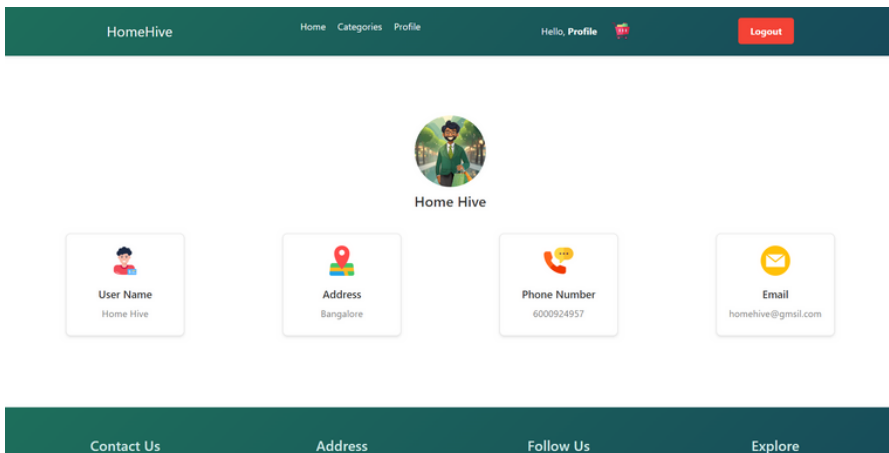 HomeHive
Home Categories Profile
Hello, Profile
Logout
Home Hive
User Name
Home Hive
Address
Bangalore
Phone Number
6000924957
Email
homehive@gmsil.com
Contact Us
Address
Follow Us
Explore